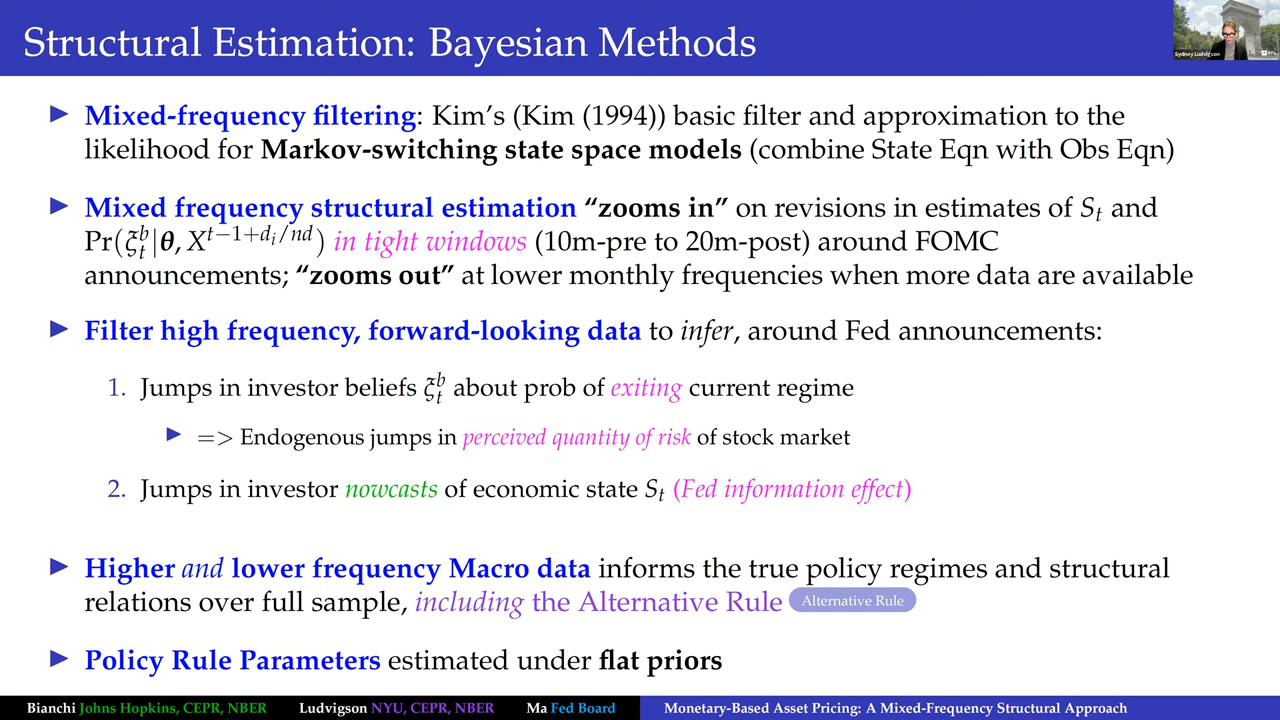 Structural Estimation: Bayesian Methods
Sydney Ludvigson
▶ Mixed-frequency filtering: Kim’s (Kim (1994)) basic filter and approximation to the
likelihood for Markov-switching state space models (combine State Eqn with Obs Eqn)
▶ Mixed frequency structural estimation “zooms in” on revisions in estimates of S_t and
Pr(ξ_t^b|θ, X^{t−1+d_i/nd}) in tight windows (10m-pre to 20m-post) around FOMC
announcements; “zooms out” at lower monthly frequencies when more data are available
▶ Filter high frequency, forward-looking data to infer, around Fed announcements:
1. Jumps in investor beliefs ξ_t^b about prob of exiting current regime
▶ => Endogenous jumps in perceived quantity of risk of stock market
2. Jumps in investor nowcasts of economic state S_t (Fed information effect)
▶ Higher and lower frequency Macro data informs the true policy regimes and structural
relations over full sample, including the Alternative Rule Alternative Rule
▶ Policy Rule Parameters estimated under flat priors
Bianchi Johns Hopkins, CEPR, NBER Ludvigson NYU, CEPR, NBER Ma Fed Board Monetary-Based Asset Pricing: A Mixed-Frequency Structural Approach